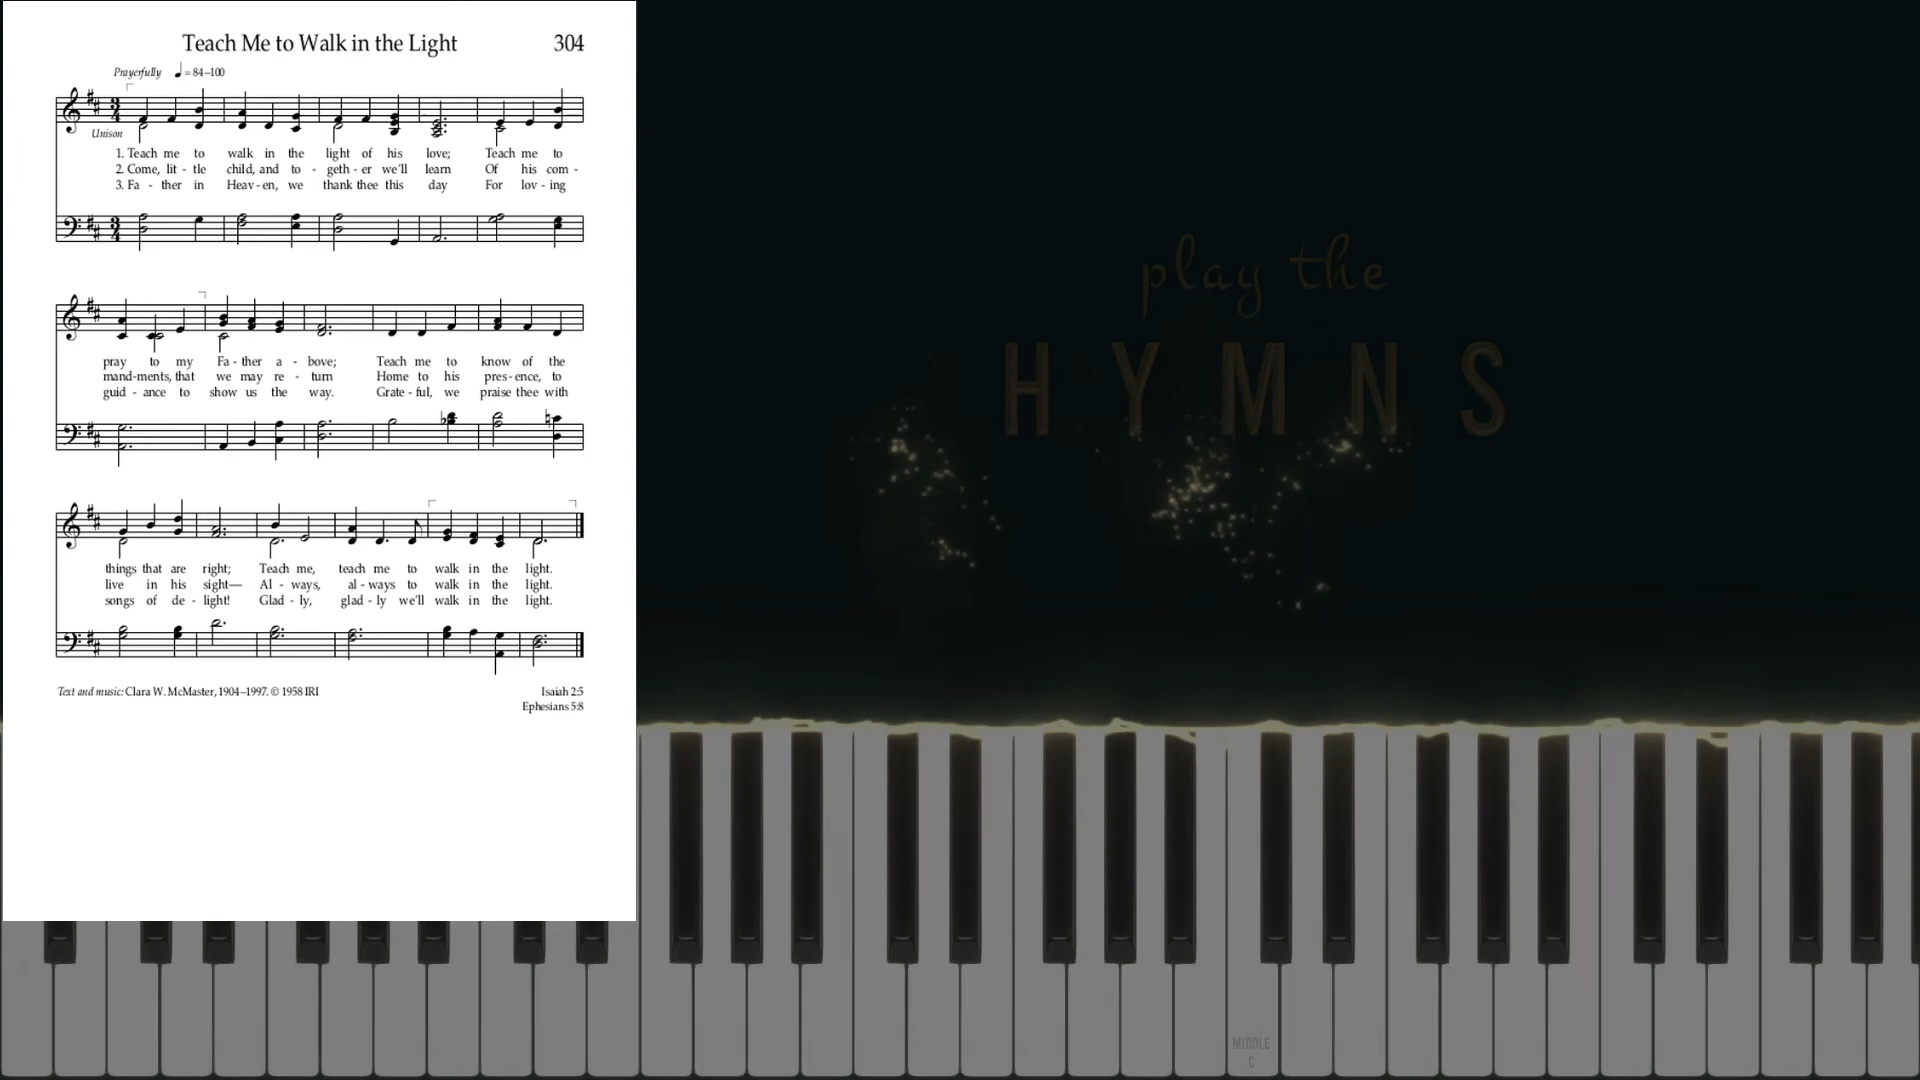 Teach Me to Walk in the Light 304
Prayerfully ♩ = 84–100
Unison
1. Teach me to walk in the light of his love; Teach me to
2. Come, lit - tle child, and to - geth - er we'll learn Of his com -
3. Fa - ther in Heav - en, we thank thee this day For lov - ing
pray to my Fa - ther a - bove; Teach me to know of the
mand-ments, that we may re - turn Home to his pres - ence, to
guid - ance to show us the way. Grate - ful, we praise thee with
things that are right; Teach me, teach me to walk in the light.
live in his sight— Al - ways, al - ways to walk in the light.
songs of de - light! Glad - ly, glad - ly we'll walk in the light.
Text and music: Clara W. McMaster, 1904–1997. © 1958 IRI
Isaiah 2:5
Ephesians 5:8
play the
HYMNS
MIDDLE
C